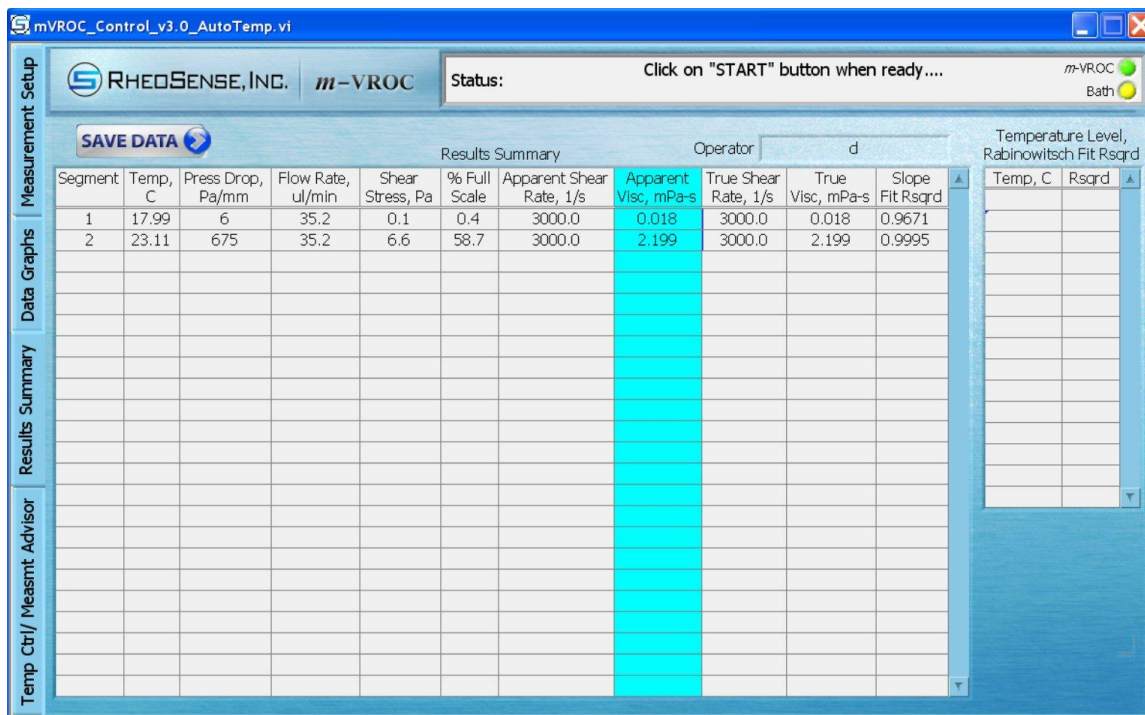 mVROC_Control_v3.0_AutoTemp.vi
Measurement Setup
Data Graphs
Results Summary
Temp Ctrl/ Measmt Advisor
RHEOSENSE, INC. m-VROC
Status: Click on "START" button when ready....
m-VROC
Bath
SAVE DATA
Results Summary
Operator d
Temperature Level,
Rabinowitsch Fit Rsqrd
Segment Temp, Press Drop, Flow Rate, Shear % Full Apparent Shear Apparent True Shear True Slope
C Pa/mm ul/min Stress, Pa Scale Rate, 1/s Visc, mPa-s Rate, 1/s Visc, mPa-s Fit Rsqrd
1 17.99 6 35.2 0.1 0.4 3000.0 0.018 3000.0 0.018 0.9671
2 23.11 675 35.2 6.6 58.7 3000.0 2.199 3000.0 2.199 0.9995
Temp, C Rsqrd